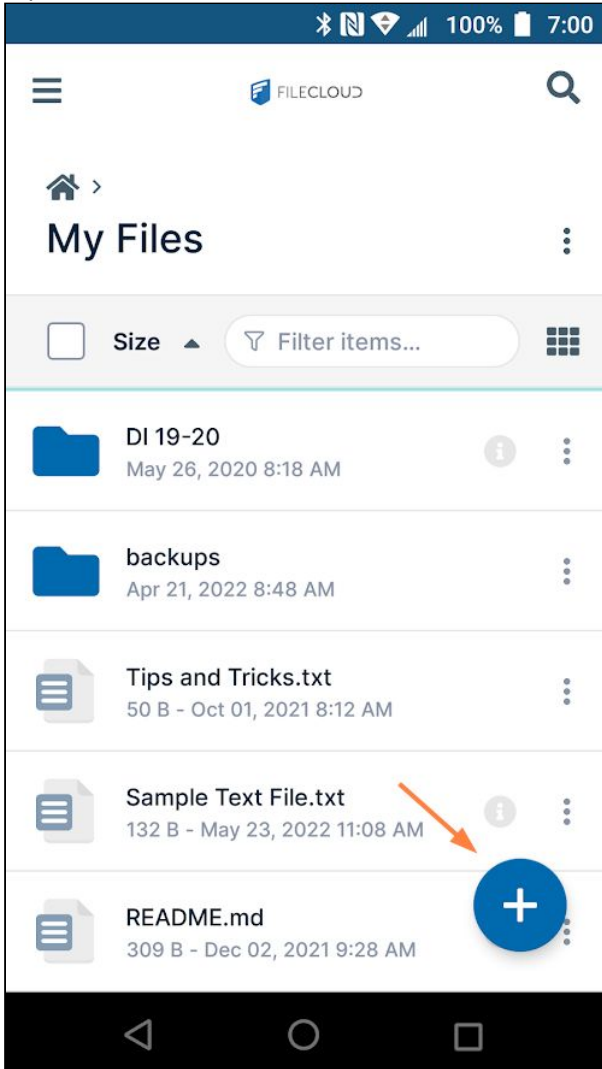 100% 7:00
FILECLOUD
My Files
Size Filter items...
DI 19-20
May 26, 2020 8:18 AM
backups
Apr 21, 2022 8:48 AM
Tips and Tricks.txt
50 B - Oct 01, 2021 8:12 AM
Sample Text File.txt
132 B - May 23, 2022 11:08 AM
README.md
309 B - Dec 02, 2021 9:28 AM